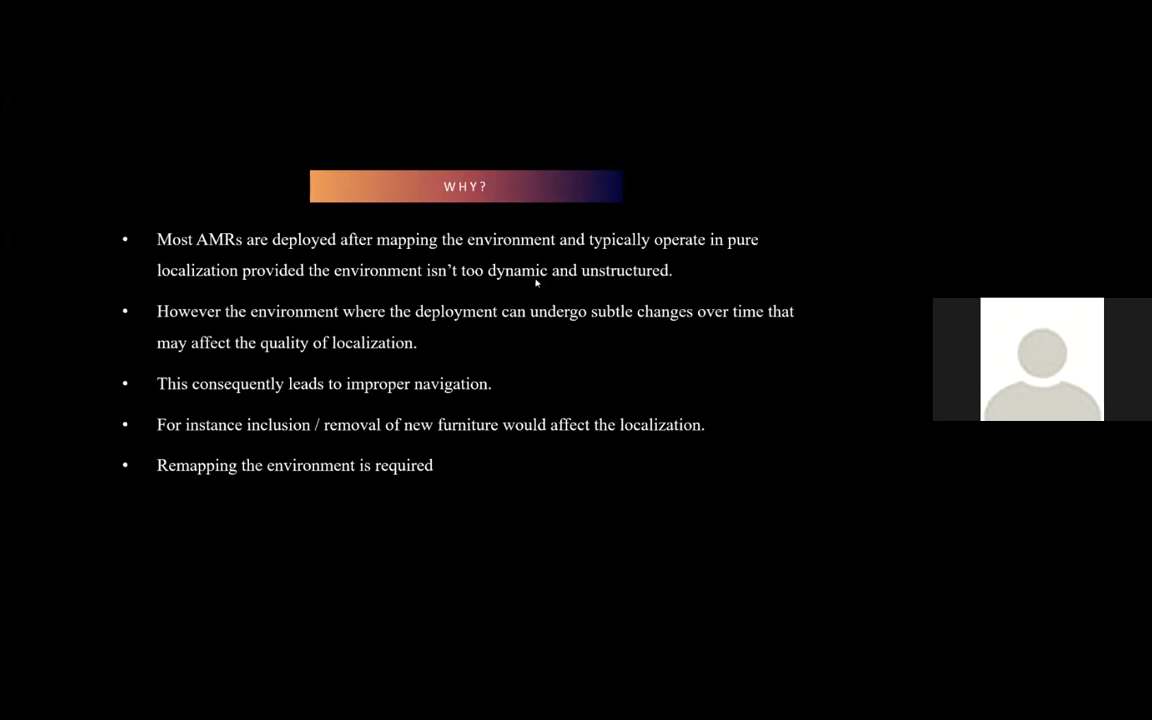 WHY?
• Most AMRs are deployed after mapping the environment and typically operate in pure
localization provided the environment isn’t too dynamic and unstructured.
• However the environment where the deployment can undergo subtle changes over time that
may affect the quality of localization.
• This consequently leads to improper navigation.
• For instance inclusion / removal of new furniture would affect the localization.
• Remapping the environment is required